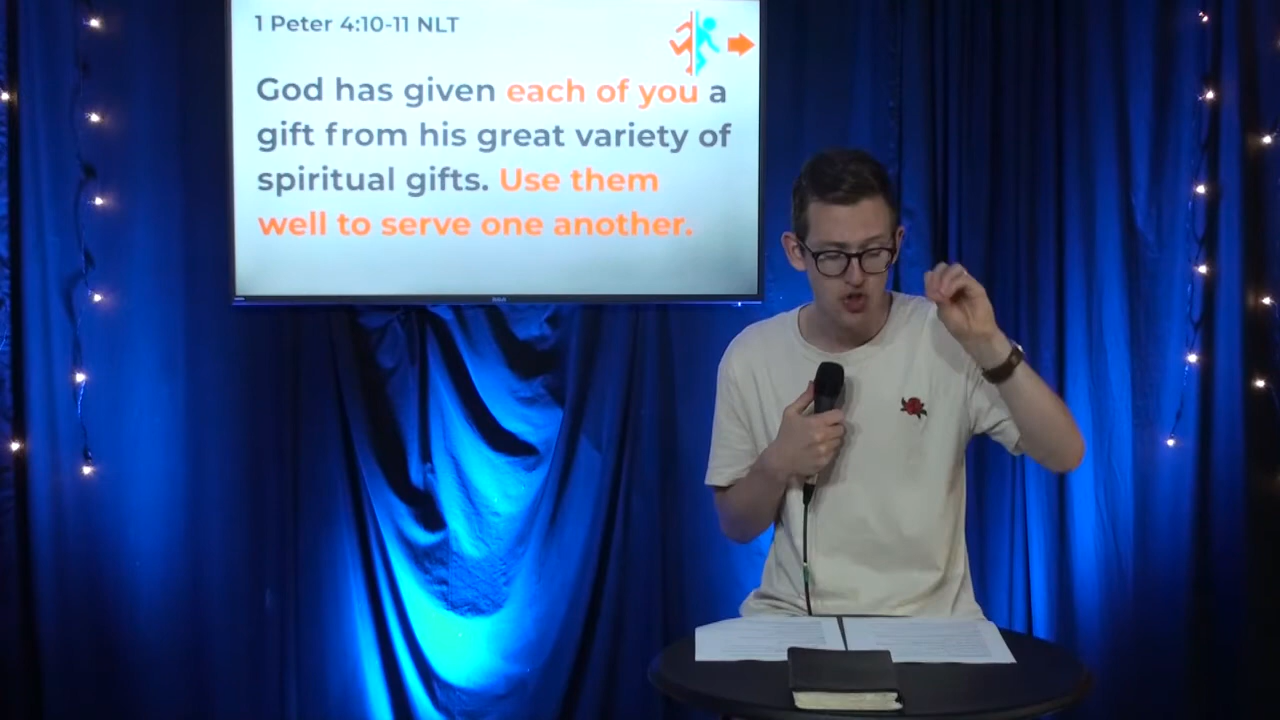 1 Peter 4:10-11 NLT
God has given each of you a
gift from his great variety of
spiritual gifts. Use them
well to serve one another.